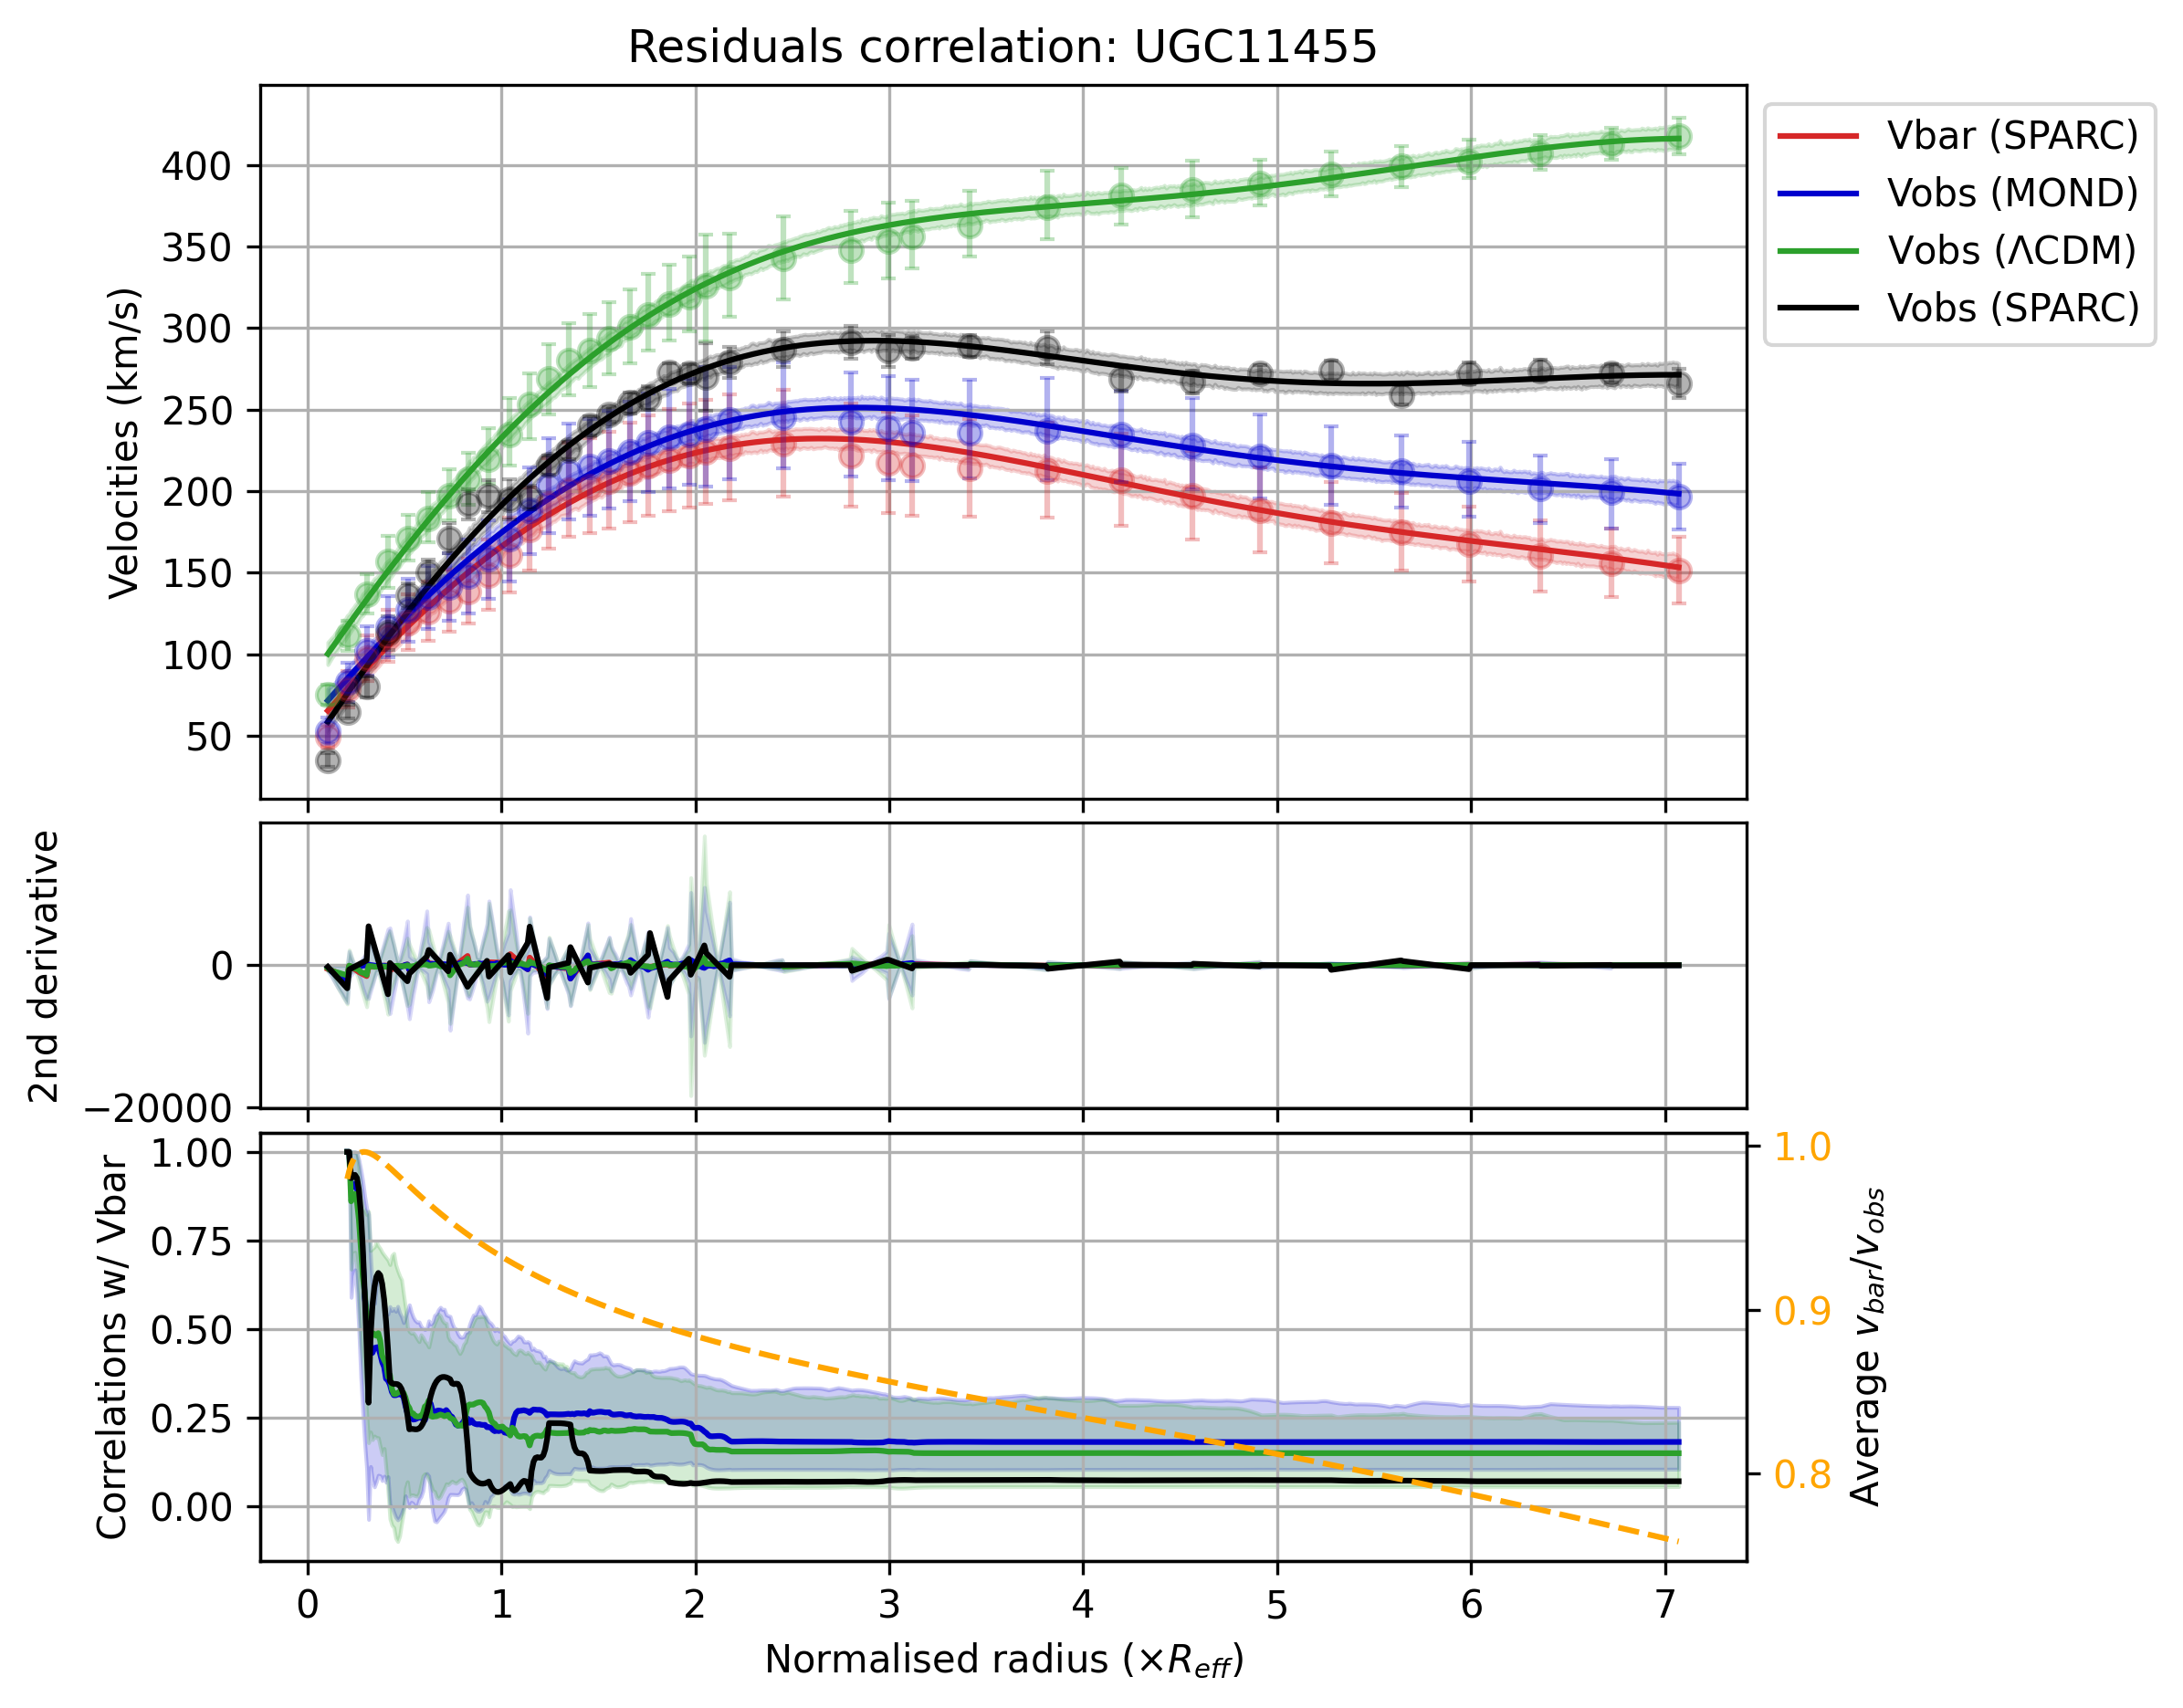 Residuals correlation: UGC11455
Vbar (SPARC)
Vobs (MOND)
Vobs (ΛCDM)
Vobs (SPARC)
Velocities (km/s)
400
350
300
250
200
150
100
50
2nd derivative
0
−20000
Correlations w/ Vbar
1.00
0.75
0.50
0.25
0.00
1.0
0.9
0.8
Average v_bar/v_obs
0 1 2 3 4 5 6 7
Normalised radius (×R_eff)